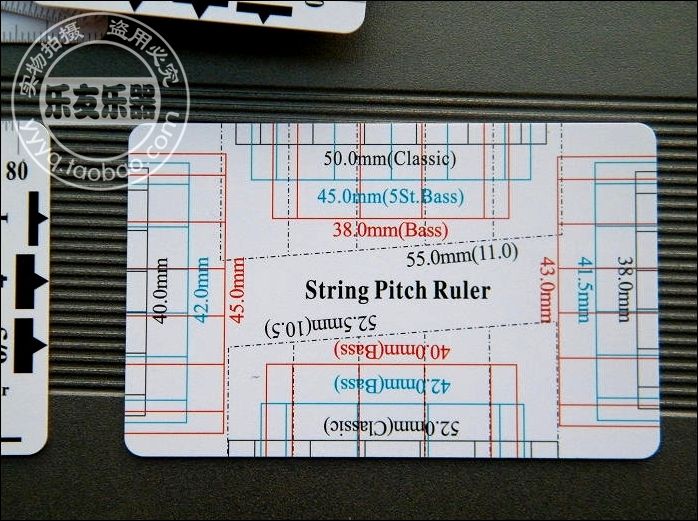 实物拍摄 盗用必究
乐友乐器
yyyq.taobao.com
80
r
50.0mm(Classic)
45.0mm(5St.Bass)
38.0mm(Bass)
55.0mm(11.0)
40.0mm
42.0mm
45.0mm
String Pitch Ruler
43.0mm
41.5mm
38.0mm
52.5mm(10.5)
40.0mm(Bass)
42.0mm(Bass)
52.0mm(Classic)